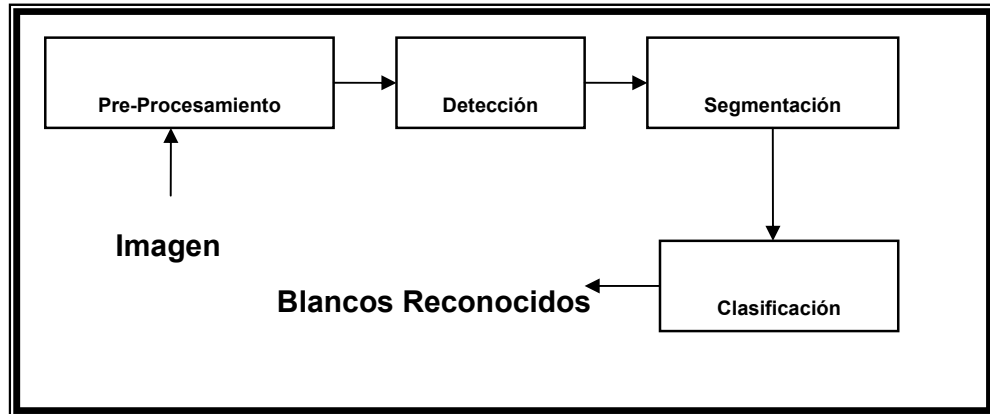 Pre-Procesamiento
Detección
Segmentación
Imagen
Blancos Reconocidos
Clasificación